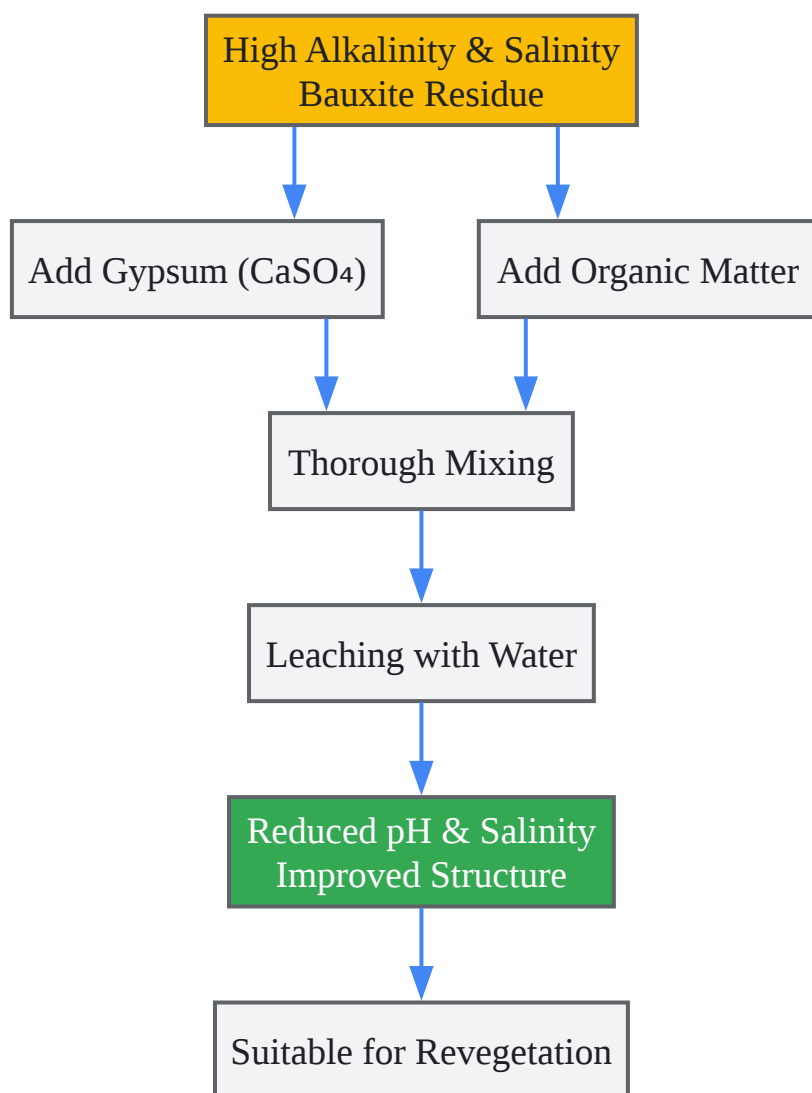 High Alkalinity & Salinity
Bauxite Residue
Add Gypsum (CaSO₄)
Add Organic Matter
Thorough Mixing
Leaching with Water
Reduced pH & Salinity
Improved Structure
Suitable for Revegetation